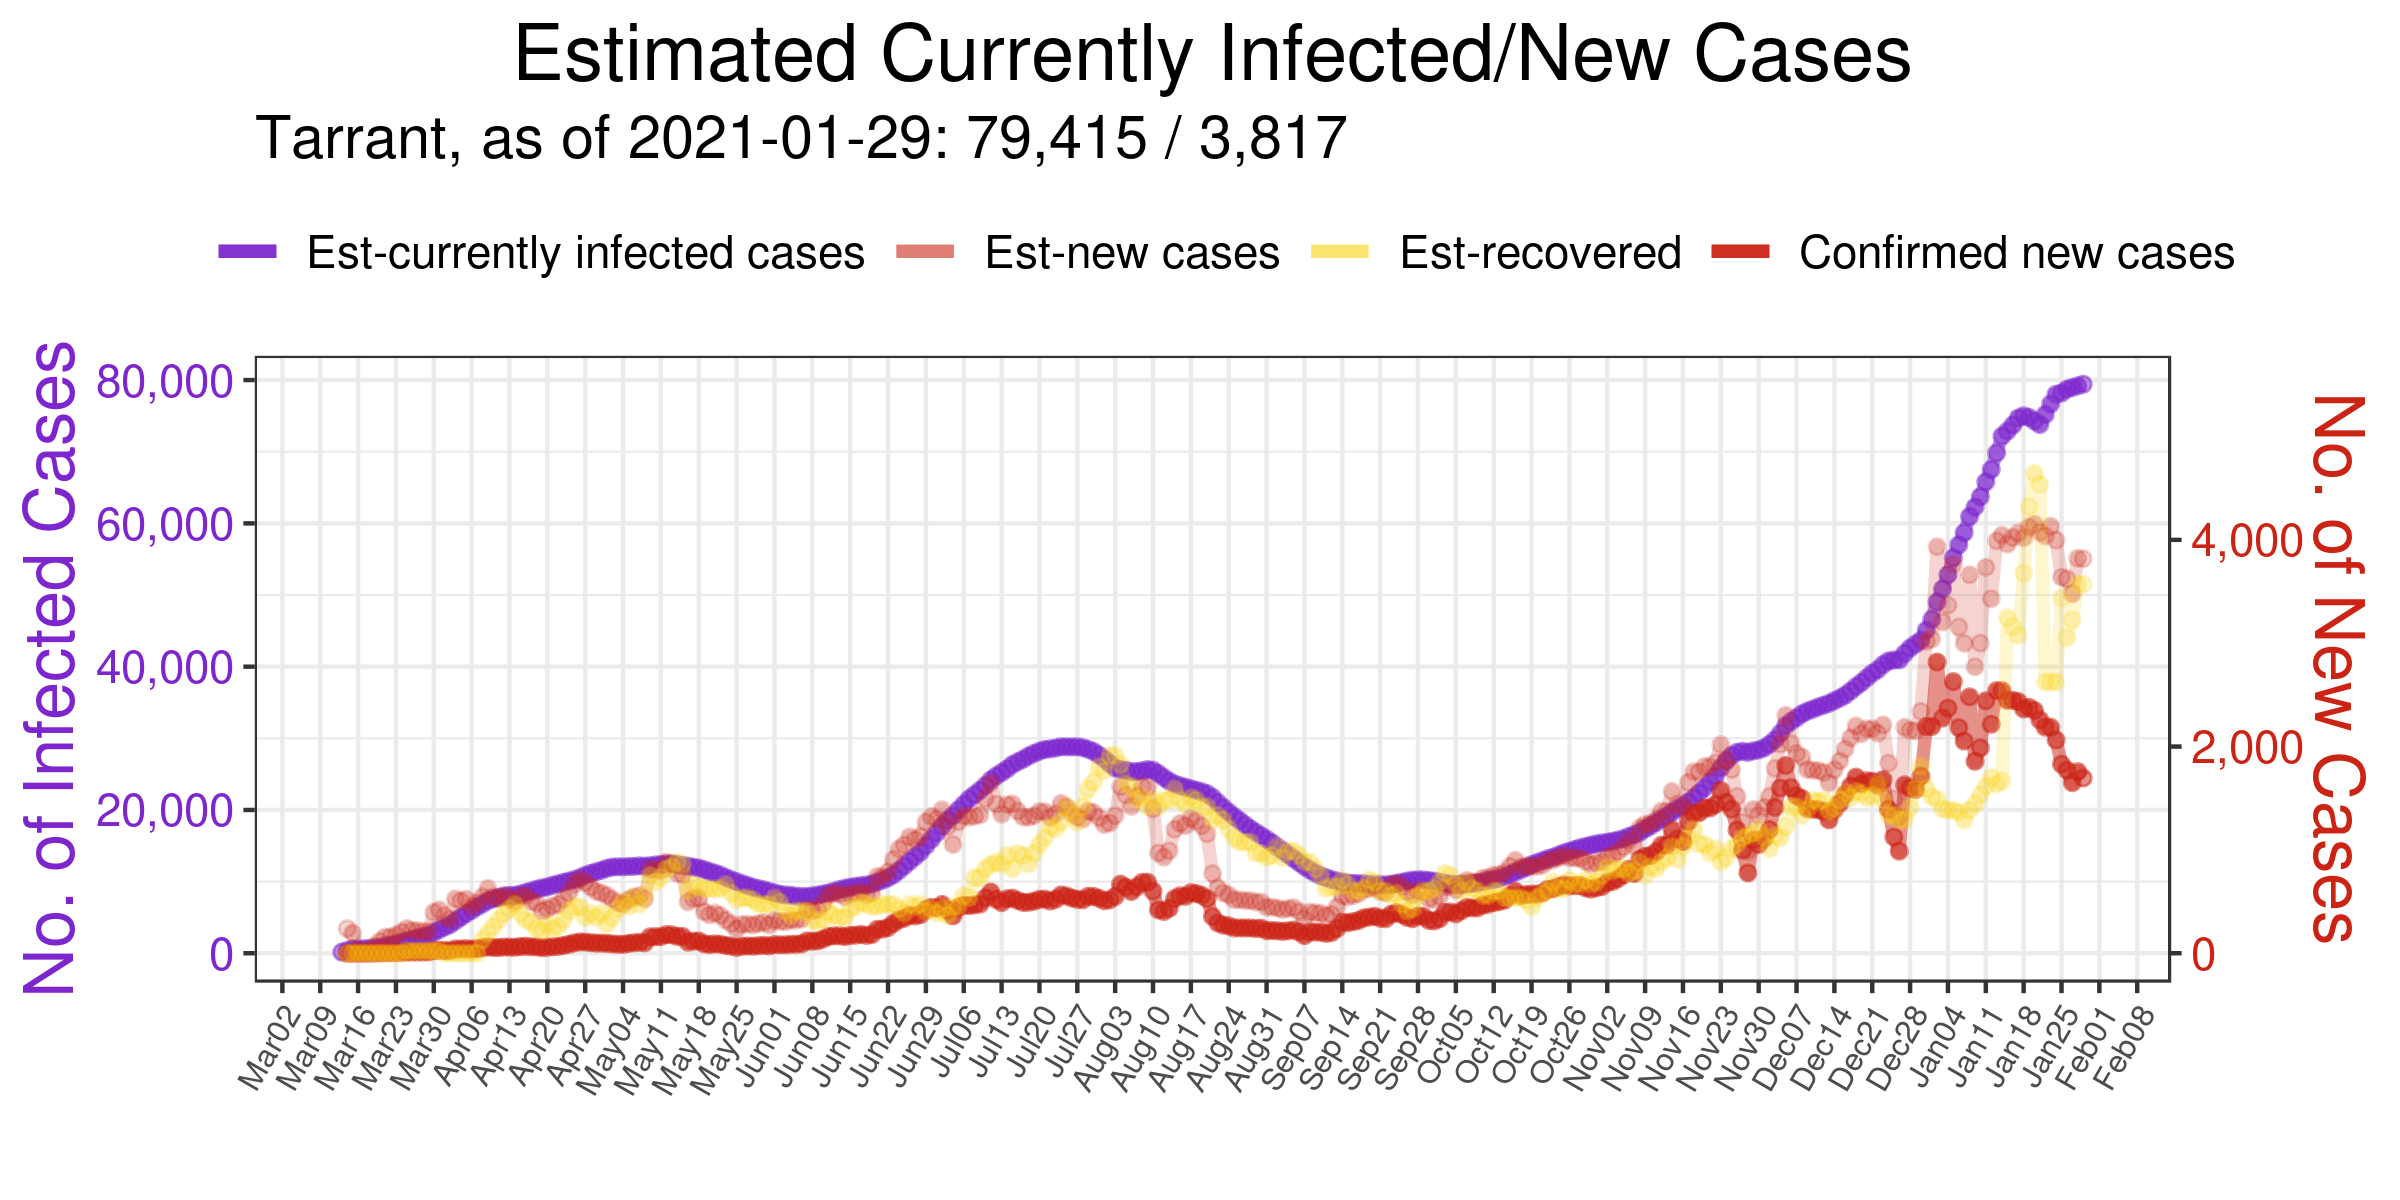 Estimated Currently Infected/New Cases
Tarrant, as of 2021-01-29: 79,415 / 3,817
Est-currently infected cases Est-new cases Est-recovered Confirmed new cases
No. of Infected Cases
80,000
60,000
40,000
20,000
0
4,000
2,000
0
No. of New Cases
Mar02 Mar09 Mar16 Mar23 Mar30 Apr06 Apr13 Apr20 Apr27 May04 May11 May18 May25 Jun01 Jun08 Jun15 Jun22 Jun29 Jul06 Jul13 Jul20 Jul27 Aug03 Aug10 Aug17 Aug24 Aug31 Sep07 Sep14 Sep21 Sep28 Oct05 Oct12 Oct19 Oct26 Nov02 Nov09 Nov16 Nov23 Nov30 Dec07 Dec14 Dec21 Dec28 Jan04 Jan11 Jan18 Jan25 Feb01 Feb08